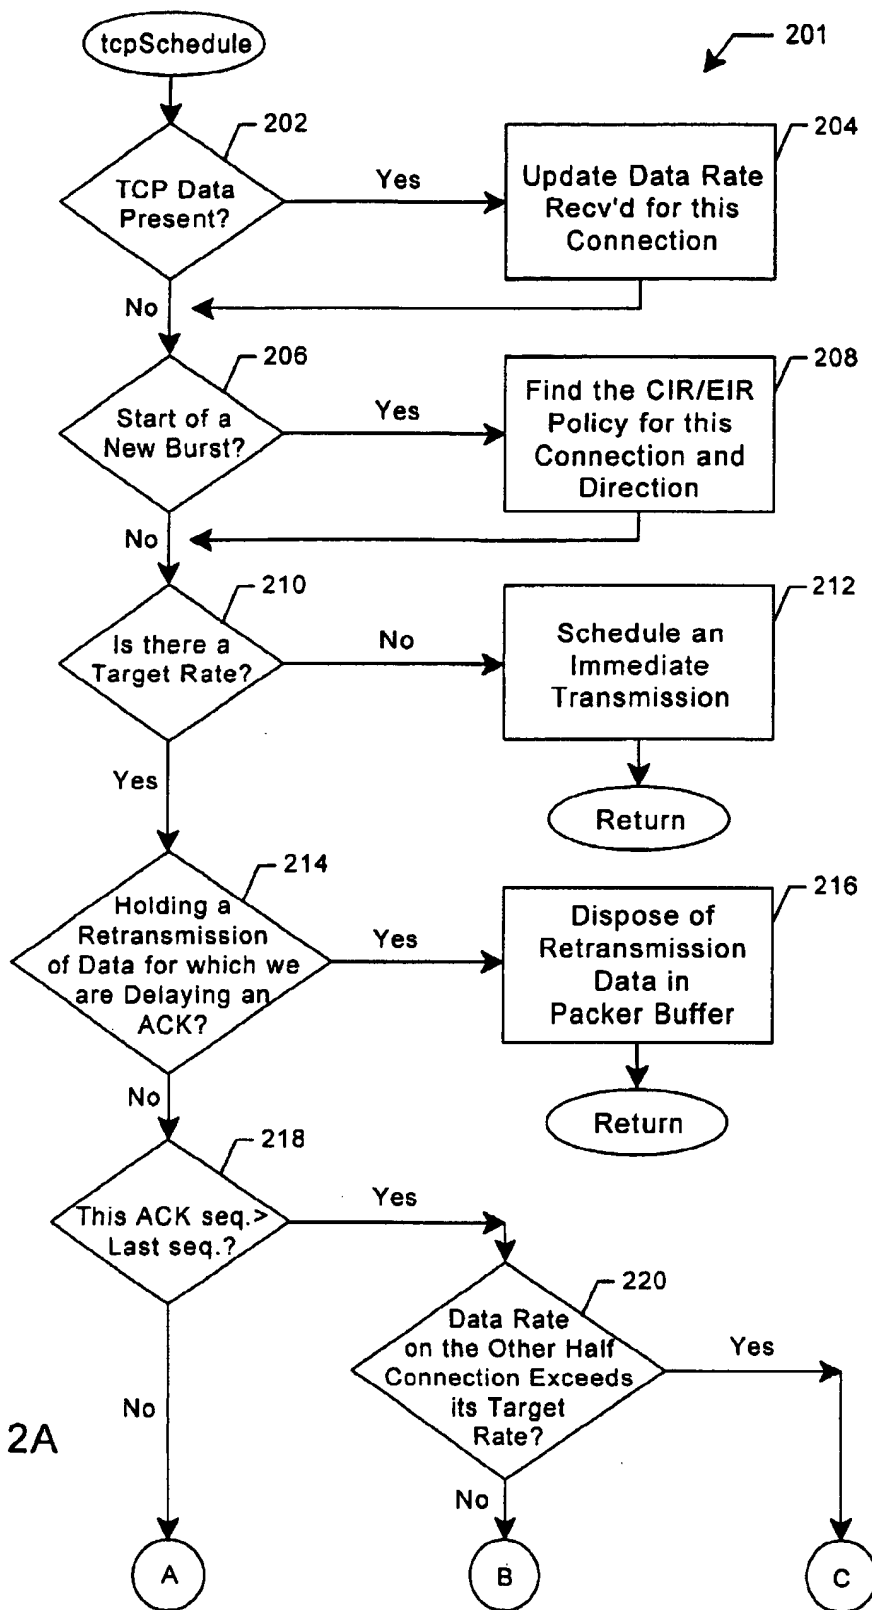 tcpSchedule
201
202
TCP Data
Present?
Yes
204
Update Data Rate
Recv'd for this
Connection
No
206
Start of a
New Burst?
Yes
208
Find the CIR/EIR
Policy for this
Connection and
Direction
No
210
Is there a
Target Rate?
No
212
Schedule an
Immediate
Transmission
Yes
Return
214
Holding a
Retransmission
of Data for which we
are Delaying an
ACK?
Yes
216
Dispose of
Retransmission
Data in
Packer Buffer
No
Return
218
This ACK seq.>
Last seq.?
Yes
220
Data Rate
on the Other Half
Connection Exceeds
its Target
Rate?
Yes
No
2A
No
A
B
C